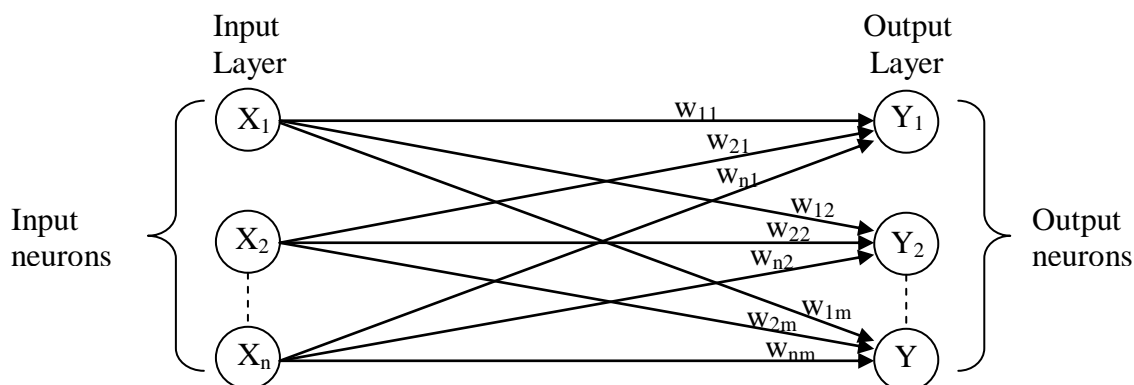 Input
Layer
Output
Layer
X₁
w₁₁
Y₁
w₂₁
wₙ₁
Input
neurons
w₁₂
X₂
w₂₂
Y₂
Output
neurons
wₙ₂
w₁ₘ
w₂ₘ
Xₙ
wₙₘ
Y